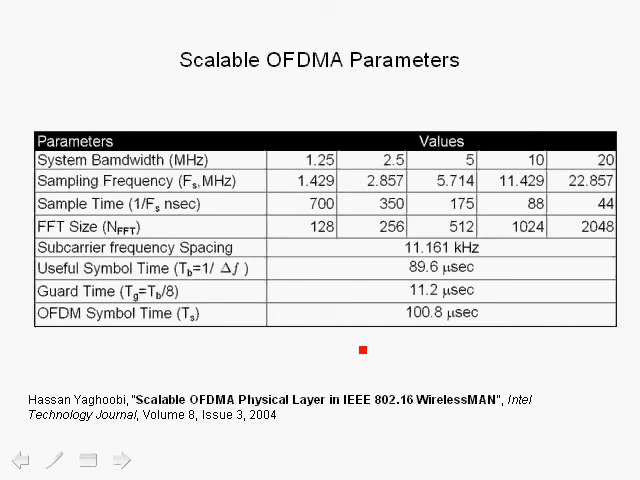 Scalable OFDMA Parameters
Parameters Values
System Bamdwidth (MHz) 1.25 2.5 5 10 20
Sampling Frequency (Fs,MHz) 1.429 2.857 5.714 11.429 22.857
Sample Time (1/Fs nsec) 700 350 175 88 44
FFT Size (NFFT) 128 256 512 1024 2048
Subcarrier frequency Spacing 11.161 kHz
Useful Symbol Time (Tb=1/ Δf ) 89.6 μsec
Guard Time (Tg=Tb/8) 11.2 μsec
OFDM Symbol Time (Ts) 100.8 μsec
Hassan Yaghoobi, "Scalable OFDMA Physical Layer in IEEE 802.16 WirelessMAN", Intel
Technology Journal, Volume 8, Issue 3, 2004